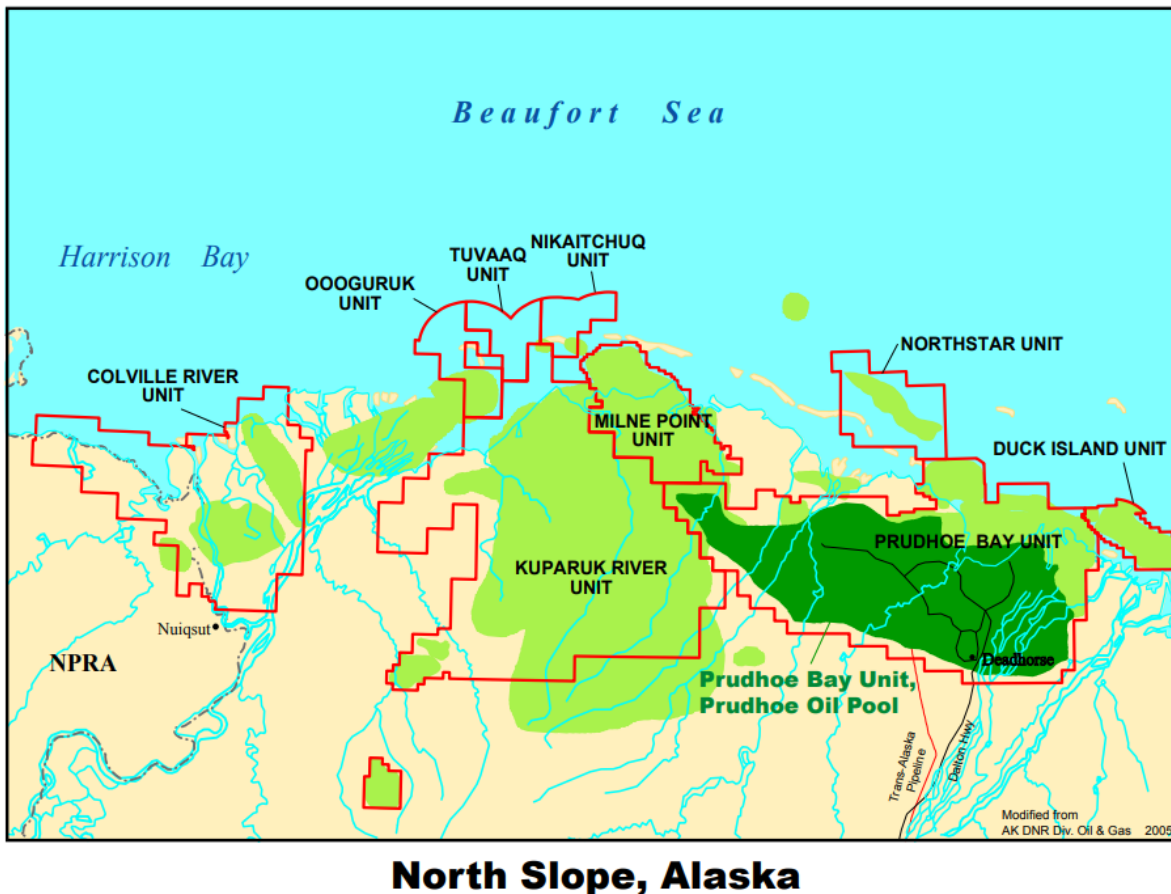 Beaufort Sea
Harrison Bay
NIKAITCHUQ
UNIT
TUVAAQ
UNIT
OOOGURUK
UNIT
NORTHSTAR UNIT
COLVILLE RIVER
UNIT
MILNE POINT
UNIT
DUCK ISLAND UNIT
PRUDHOE BAY UNIT
KUPARUK RIVER
UNIT
Nuiqsut
NPRA
Deadhorse
Prudhoe Bay Unit,
Prudhoe Oil Pool
Trans-Alaska
Pipeline
Dalton Hwy
Modified from
AK DNR Div. Oil & Gas 2005
North Slope, Alaska